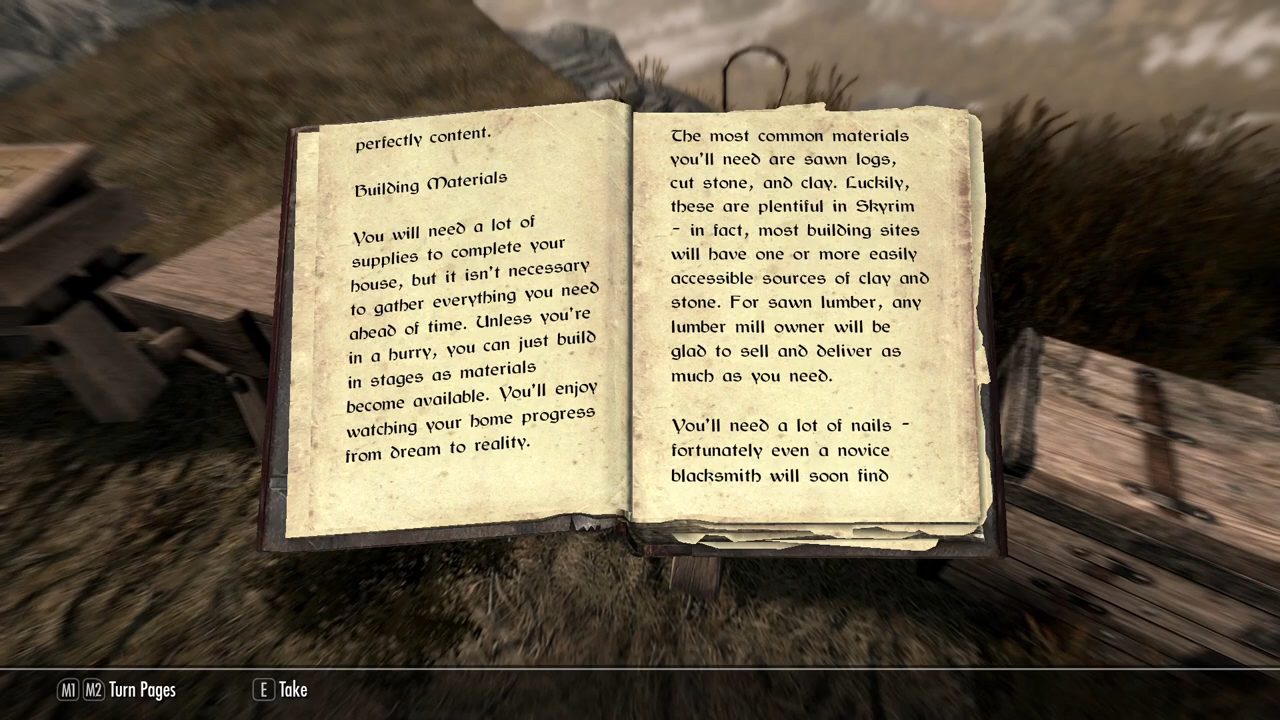 perfectly content.
Building Materials
You will need a lot of
supplies to complete your
house, but it isn't necessary
to gather everything you need
ahead of time. Unless you're
in a hurry, you can just build
in stages as materials
become available. You'll enjoy
watching your home progress
from dream to reality.
The most common materials
you'll need are sawn logs,
cut stone, and clay. Luckily,
these are plentiful in Skyrim
- in fact, most building sites
will have one or more easily
accessible sources of clay and
stone. For sawn lumber, any
lumber mill owner will be
glad to sell and deliver as
much as you need.
You'll need a lot of nails -
fortunately even a novice
blacksmith will soon find
M1 M2 Turn Pages
E Take